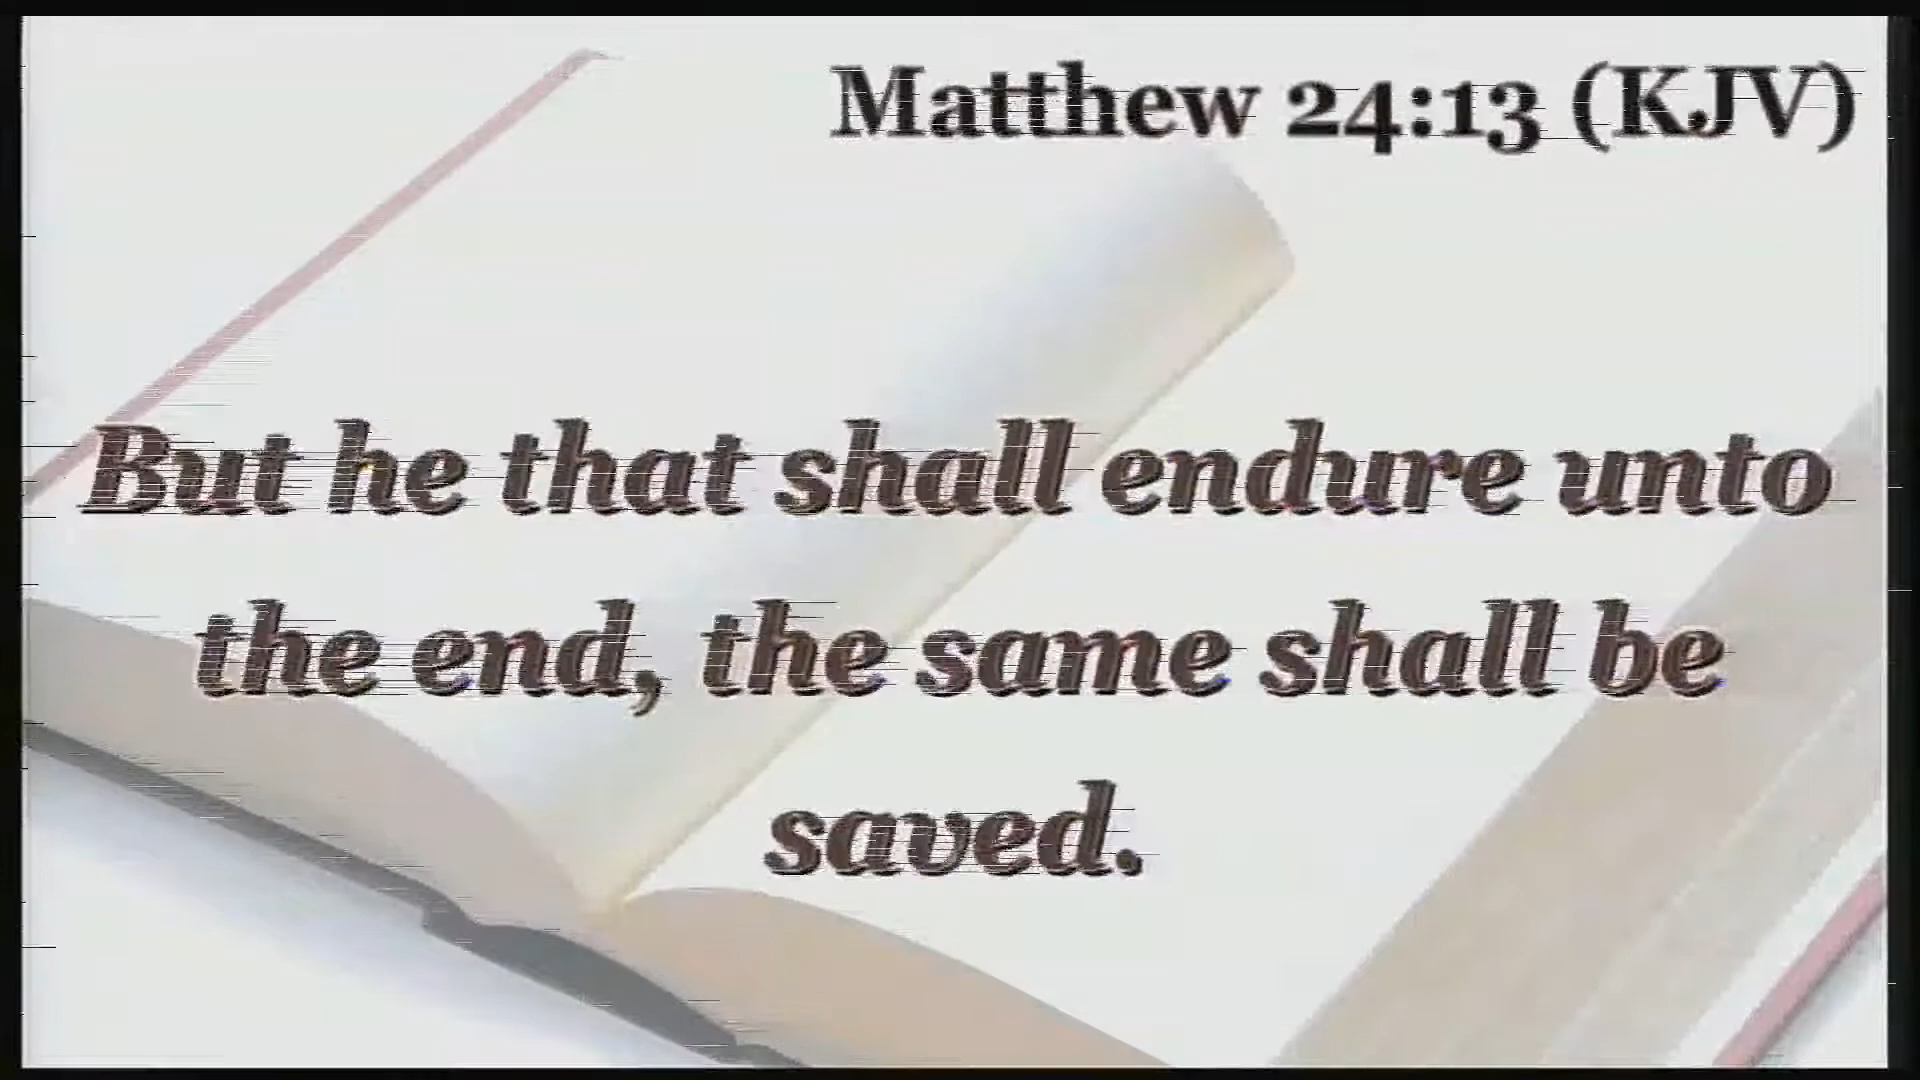 Matthew 24:13 (KJV)
But he that shall endure unto
the end, the same shall be
saved.